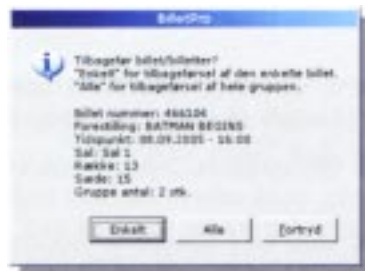 BilletPro
Tilbagefør billet/billetter?
"Enkelt" for tilbageførsel af den enkelte billet.
"Alle" for tilbageførsel af hele gruppen.
Billet nummer: 466106
Forestilling: BATMAN BEGINS
Tidspunkt: 08.09.2005 - 16:00
Sal: Sal 1
Række: 13
Sæde: 15
Gruppe antal: 2 stk.
Enkelt
Alle
Fortryd